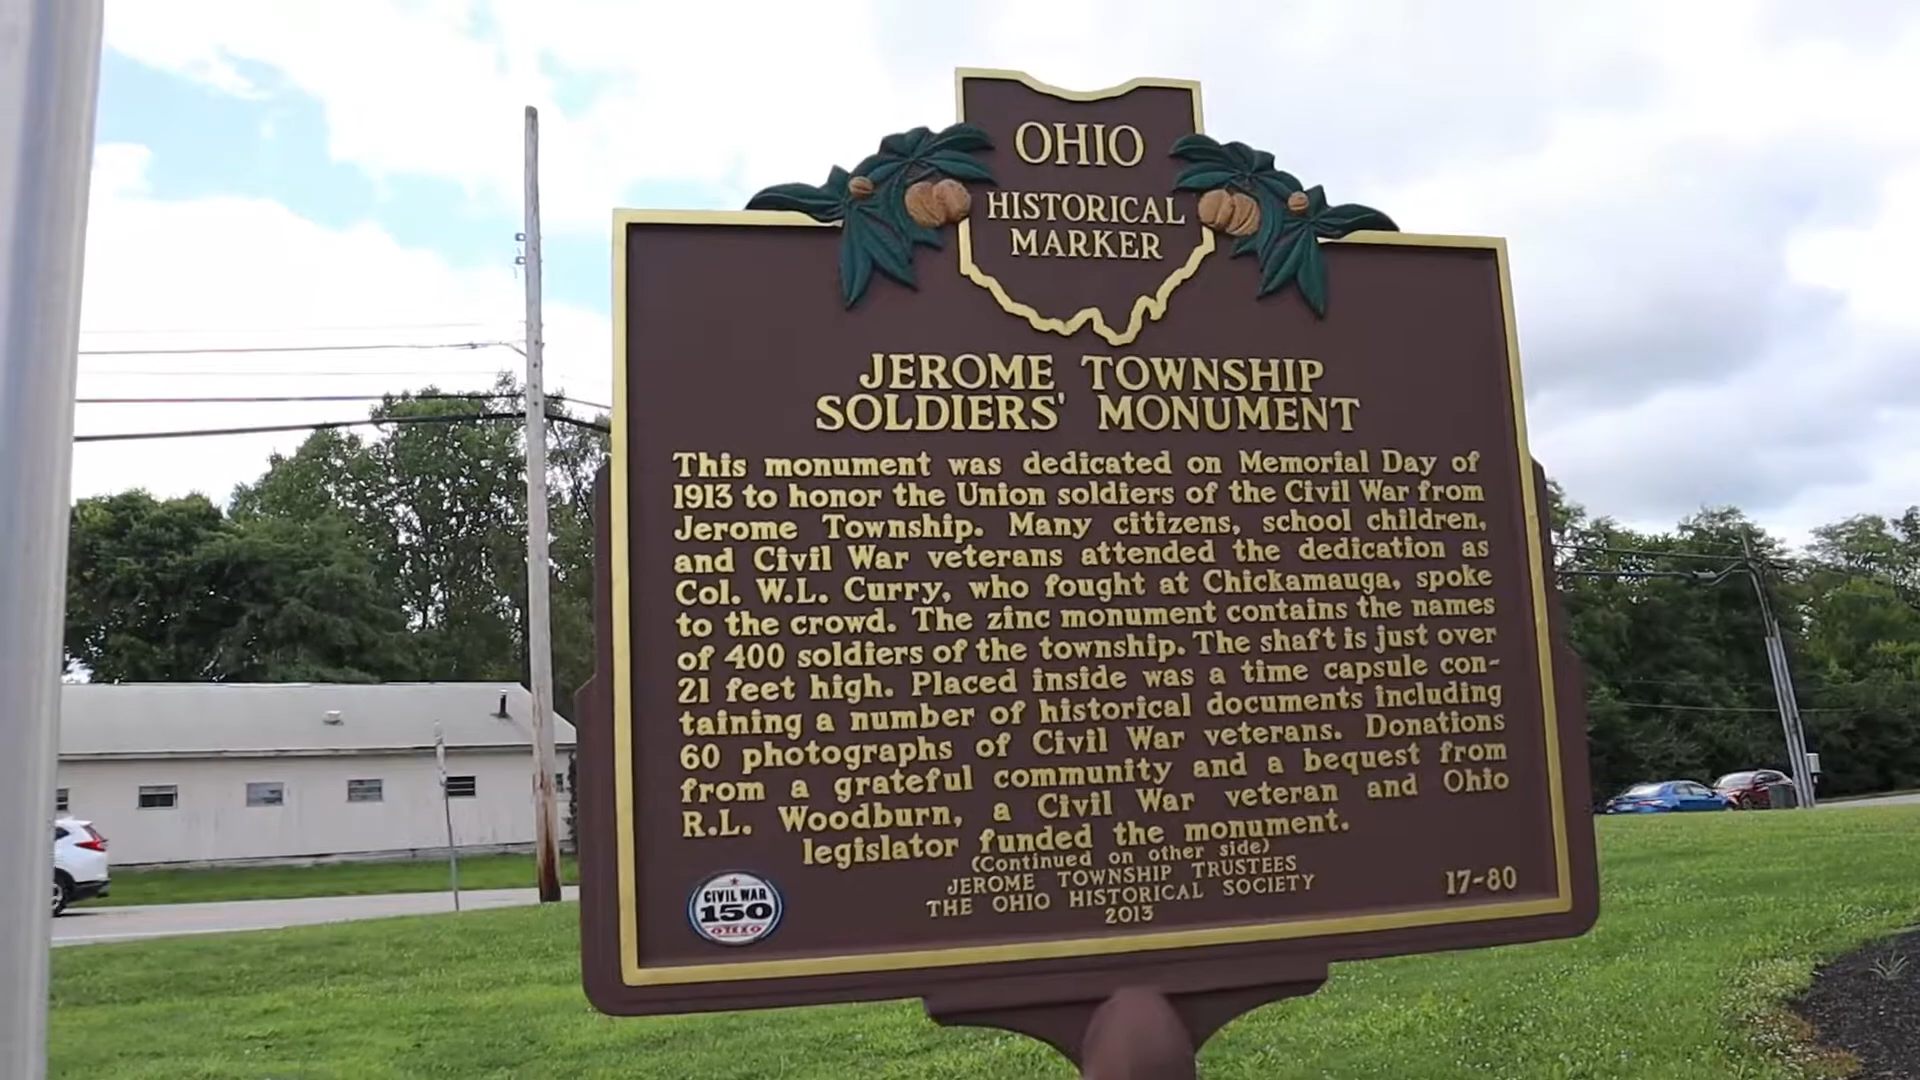 OHIO
HISTORICAL
MARKER
JEROME TOWNSHIP
SOLDIERS' MONUMENT
This monument was dedicated on Memorial Day of
1913 to honor the Union soldiers of the Civil War from
Jerome Township. Many citizens, school children,
and Civil War veterans attended the dedication as
Col. W.L. Curry, who fought at Chickamauga, spoke
to the crowd. The zinc monument contains the names
of 400 soldiers of the township. The shaft is just over
21 feet high. Placed inside was a time capsule con-
taining a number of historical documents including
60 photographs of Civil War veterans. Donations
from a grateful community and a bequest from
R.L. Woodburn, a Civil War veteran and Ohio
legislator funded the monument.
(Continued on other side)
JEROME TOWNSHIP TRUSTEES
THE OHIO HISTORICAL SOCIETY
2013
17-80
CIVIL WAR
150
OHIO